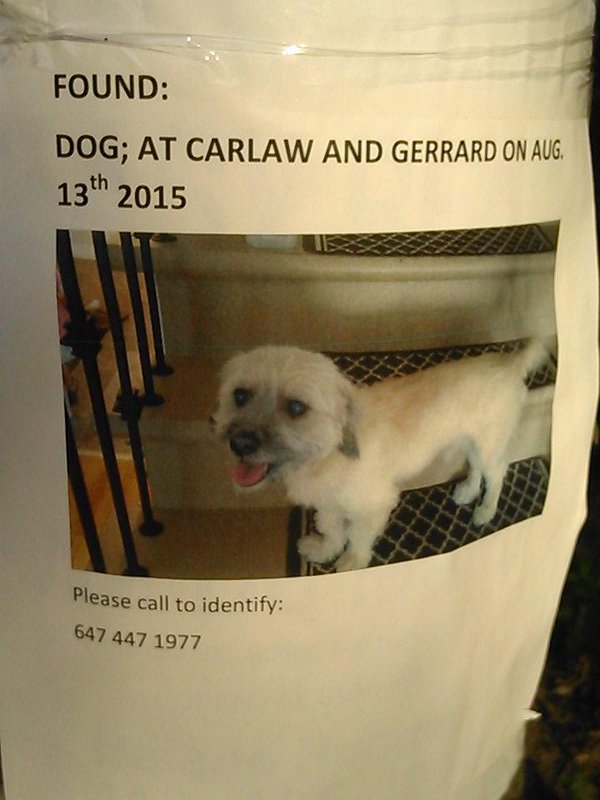 FOUND:
DOG; AT CARLAW AND GERRARD ON AUG.
13th 2015
Please call to identify:
647 447 1977